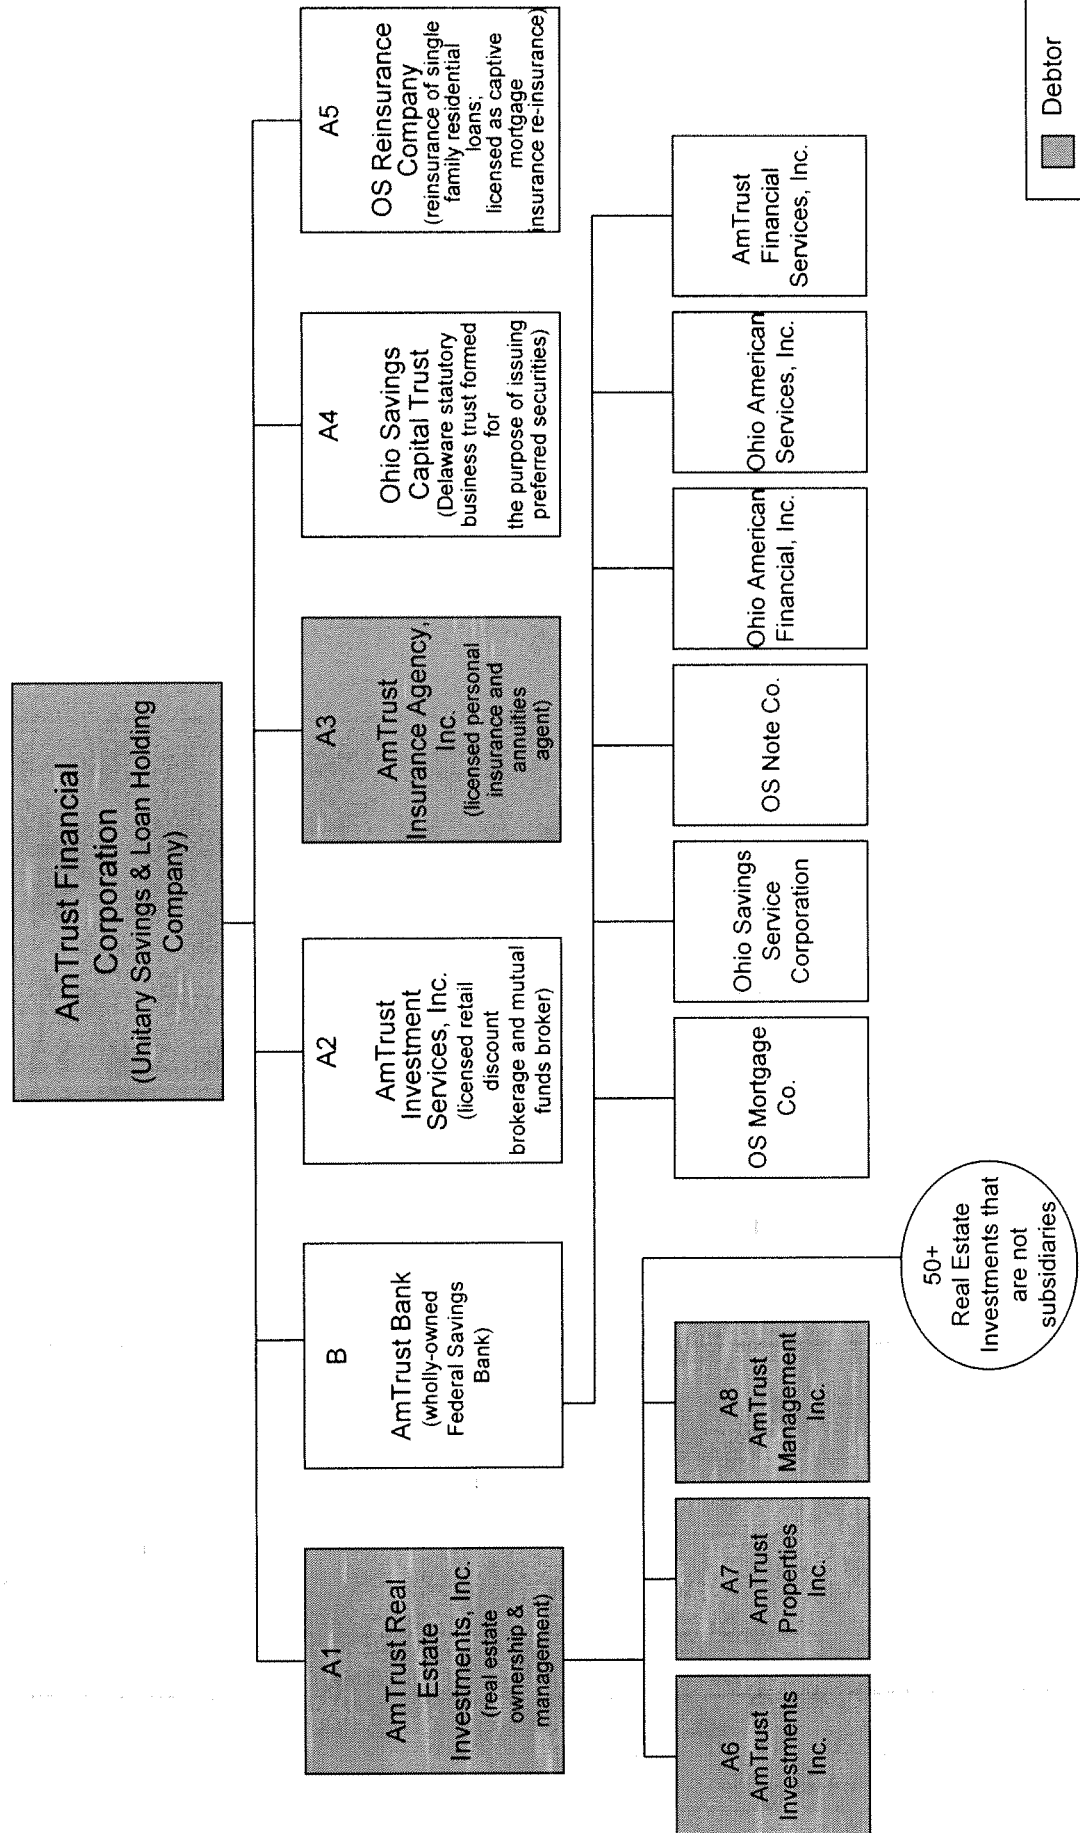 AmTrust Financial
Corporation
(Unitary Savings & Loan Holding
Company)
A1
AmTrust Real
Estate
Investments, Inc.
(real estate
ownership &
management)
B
AmTrust Bank
(wholly-owned
Federal Savings
Bank)
A2
AmTrust
Investment
Services, Inc.
(licensed retail
discount
brokerage and mutual
funds broker)
A3
AmTrust
Insurance Agency,
Inc.
(licensed personal
insurance and
annuities
agent)
A4
Ohio Savings
Capital Trust
(Delaware statutory
business trust formed
for
the purpose of issuing
preferred securities)
A5
OS Reinsurance
Company
(reinsurance of single
family residential
loans;
licensed as captive
mortgage
insurance re-insurance)
A6
AmTrust
Investments
Inc.
A7
AmTrust
Properties
Inc.
A8
AmTrust
Management
Inc.
50+
Real Estate
Investments that
are not
subsidiaries
OS Mortgage
Co.
Ohio Savings
Service
Corporation
OS Note Co.
Ohio American
Financial, Inc.
Ohio American
Services, Inc.
AmTrust
Financial
Services, Inc.
Debtor